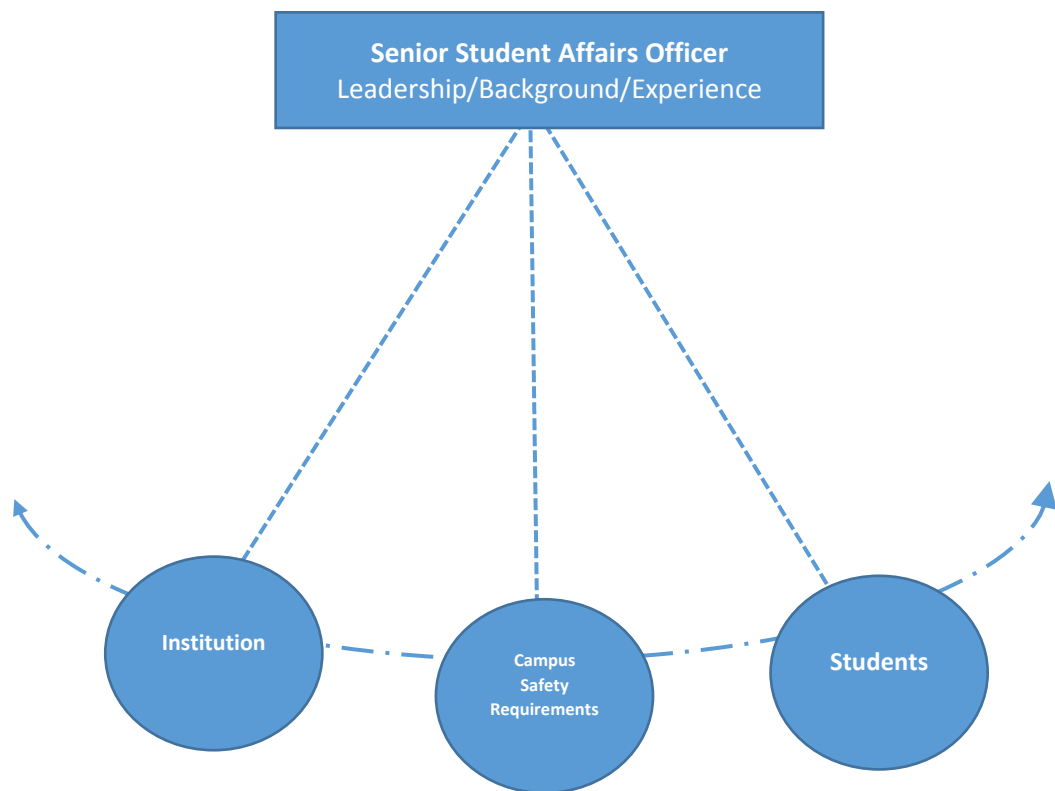 Senior Student Affairs Officer
Leadership/Background/Experience
Institution
Campus
Safety
Requirements
Students